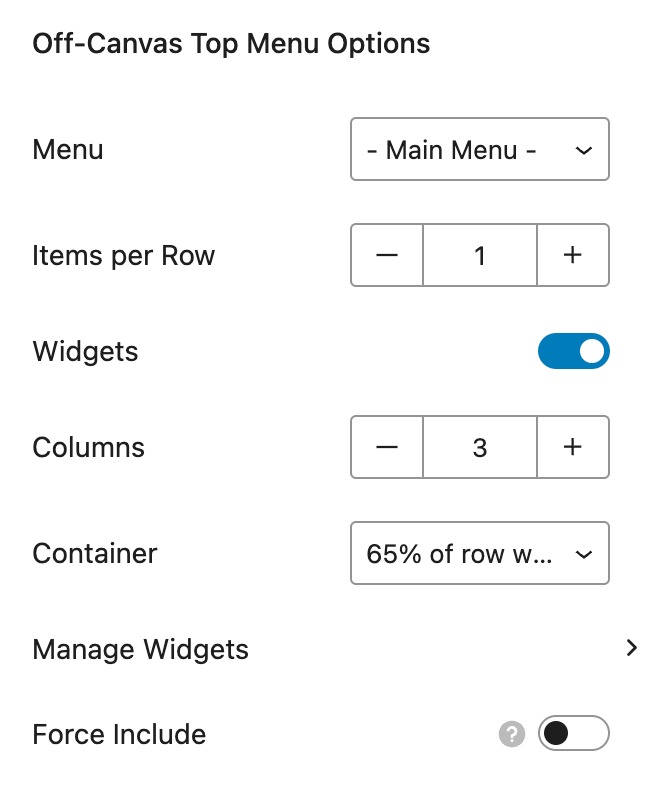 Off-Canvas Top Menu Options
Menu
- Main Menu -
Items per Row
— 1 +
Widgets
Columns
— 3 +
Container
65% of row w...
Manage Widgets
Force Include ?